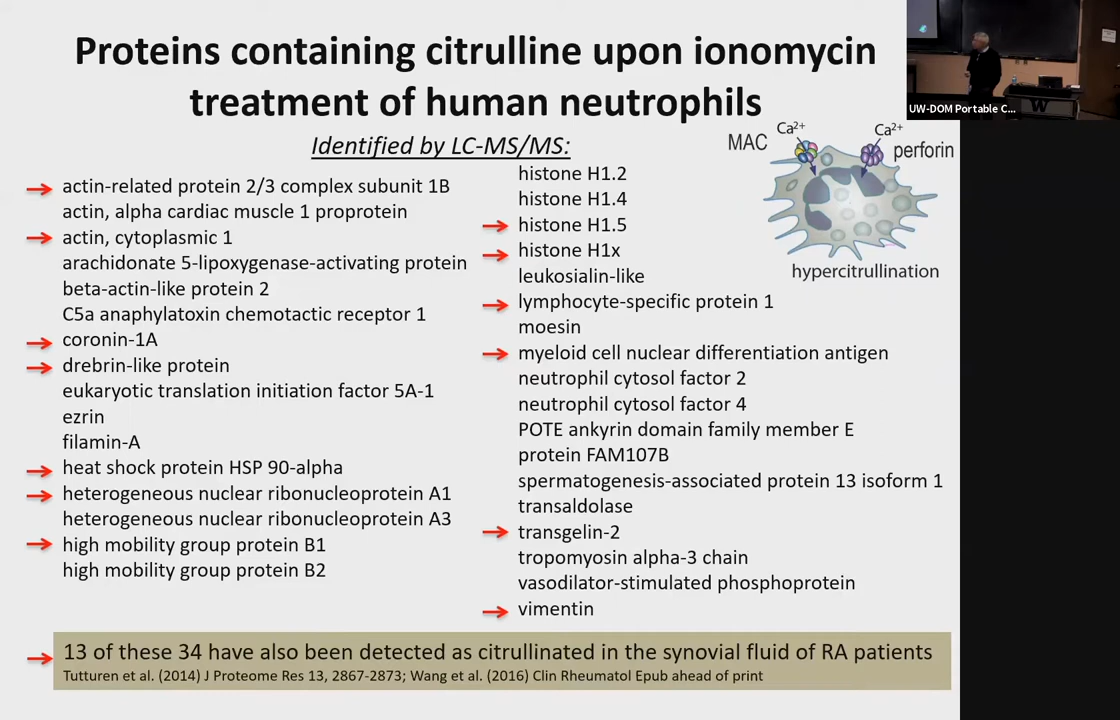 Proteins containing citrulline upon ionomycin
treatment of human neutrophils
UW-DOM Portable C...
Identified by LC-MS/MS:
MAC
Ca2+
Ca2+
perforin
hypercitrullination
actin-related protein 2/3 complex subunit 1B
actin, alpha cardiac muscle 1 proprotein
actin, cytoplasmic 1
arachidonate 5-lipoxygenase-activating protein
beta-actin-like protein 2
C5a anaphylatoxin chemotactic receptor 1
coronin-1A
drebrin-like protein
eukaryotic translation initiation factor 5A-1
ezrin
filamin-A
heat shock protein HSP 90-alpha
heterogeneous nuclear ribonucleoprotein A1
heterogeneous nuclear ribonucleoprotein A3
high mobility group protein B1
high mobility group protein B2
histone H1.2
histone H1.4
histone H1.5
histone H1x
leukosialin-like
lymphocyte-specific protein 1
moesin
myeloid cell nuclear differentiation antigen
neutrophil cytosol factor 2
neutrophil cytosol factor 4
POTE ankyrin domain family member E
protein FAM107B
spermatogenesis-associated protein 13 isoform 1
transaldolase
transgelin-2
tropomyosin alpha-3 chain
vasodilator-stimulated phosphoprotein
vimentin
13 of these 34 have also been detected as citrullinated in the synovial fluid of RA patients
Tutturen et al. (2014) J Proteome Res 13, 2867-2873; Wang et al. (2016) Clin Rheumatol Epub ahead of print
W